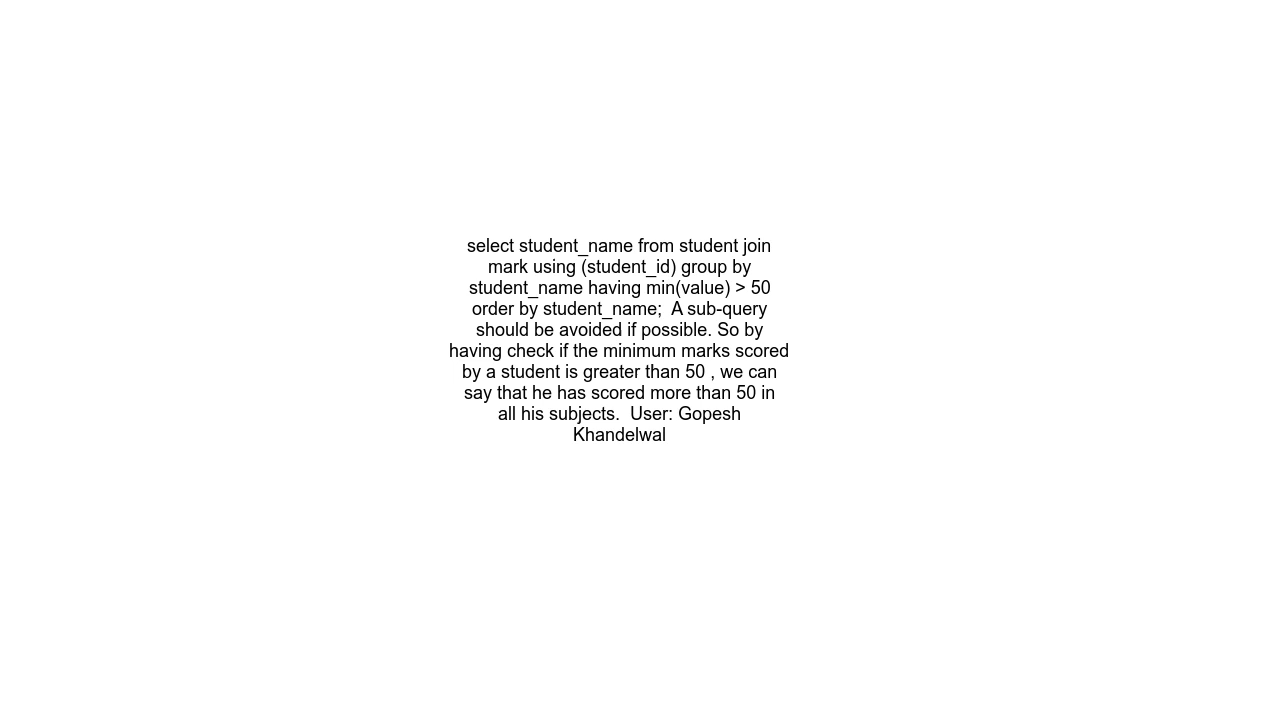 select student_name from student join
mark using (student_id) group by
student_name having min(value) > 50
order by student_name;  A sub-query
should be avoided if possible. So by
having check if the minimum marks scored
by a student is greater than 50 , we can
say that he has scored more than 50 in
all his subjects.  User: Gopesh
Khandelwal